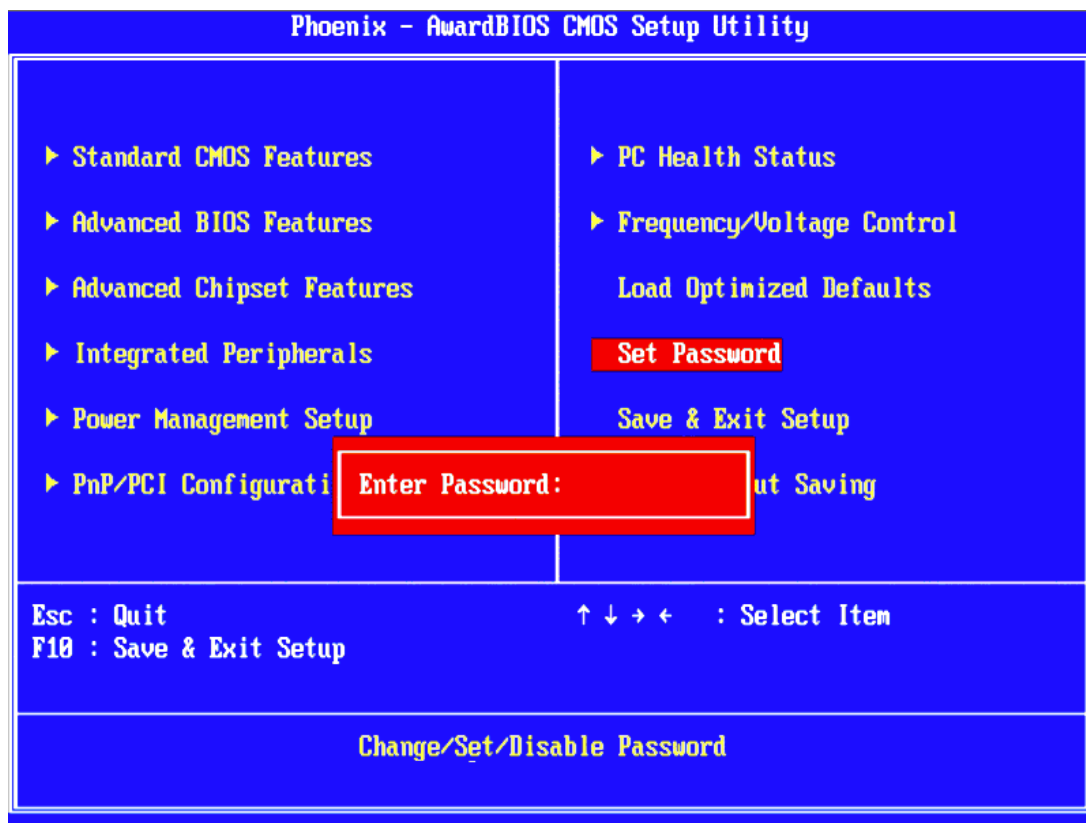 Phoenix - AwardBIOS CMOS Setup Utility
▶ Standard CMOS Features
▶ Advanced BIOS Features
▶ Advanced Chipset Features
▶ Integrated Peripherals
▶ Power Management Setup
▶ PnP/PCI Configurati
▶ PC Health Status
▶ Frequency/Voltage Control
Load Optimized Defaults
Set Password
Save & Exit Setup
ut Saving
Enter Password:
Esc : Quit
F10 : Save & Exit Setup
↑ ↓ → ← : Select Item
Change/Set/Disable Password